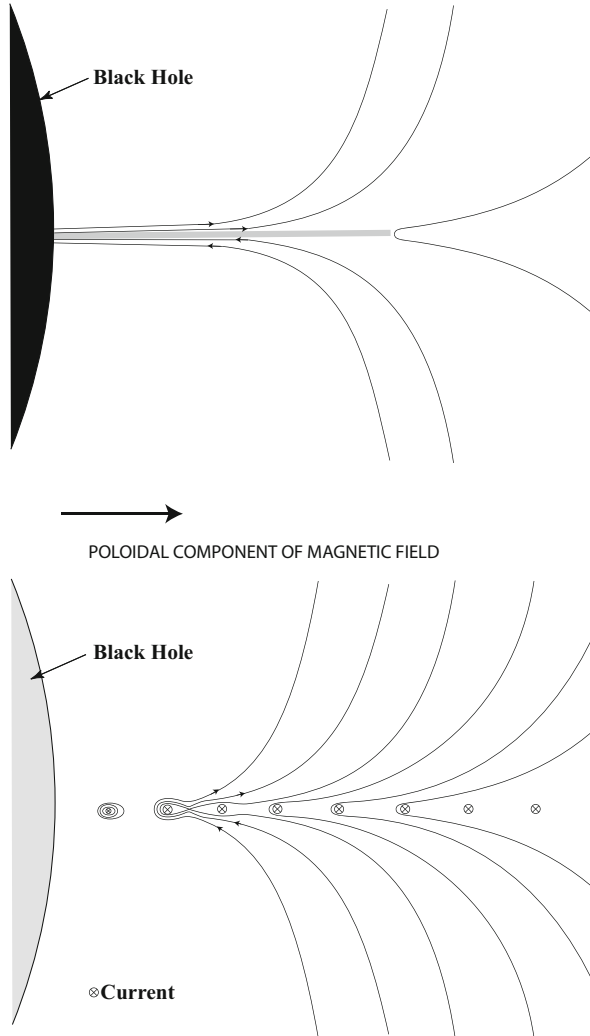 Black Hole
POLOIDAL COMPONENT OF MAGNETIC FIELD
Black Hole
⊗Current